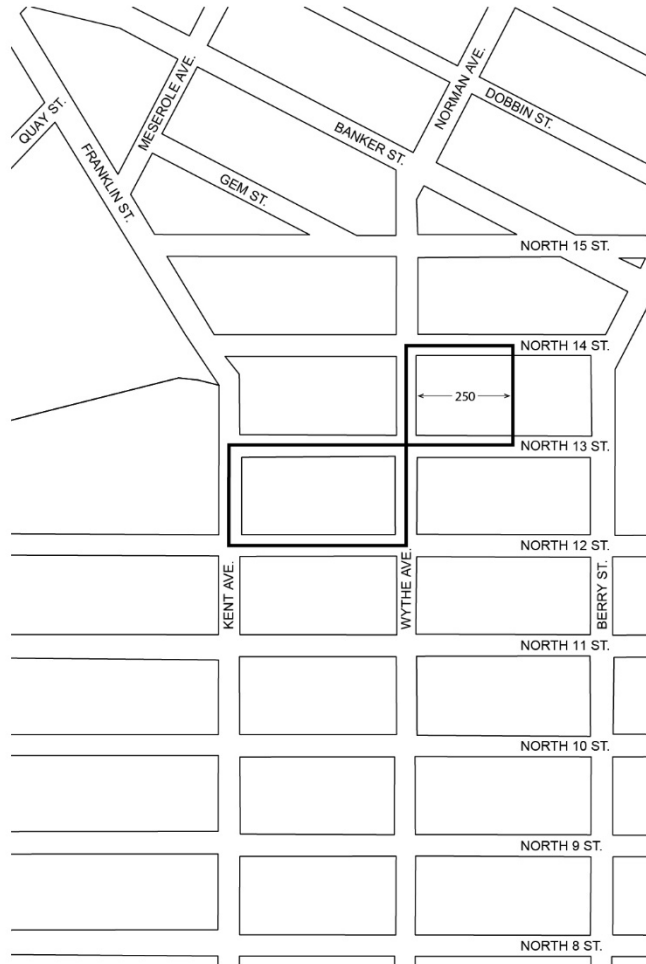 MESEROLE AVE.
NORMAN AVE.
QUAY ST.
DOBBIN ST.
BANKER ST.
FRANKLIN ST.
GEM ST.
NORTH 15 ST.
NORTH 14 ST.
250
NORTH 13 ST.
NORTH 12 ST.
KENT AVE.
WYTHE AVE.
BERRY ST.
NORTH 11 ST.
NORTH 10 ST.
NORTH 9 ST.
NORTH 8 ST.